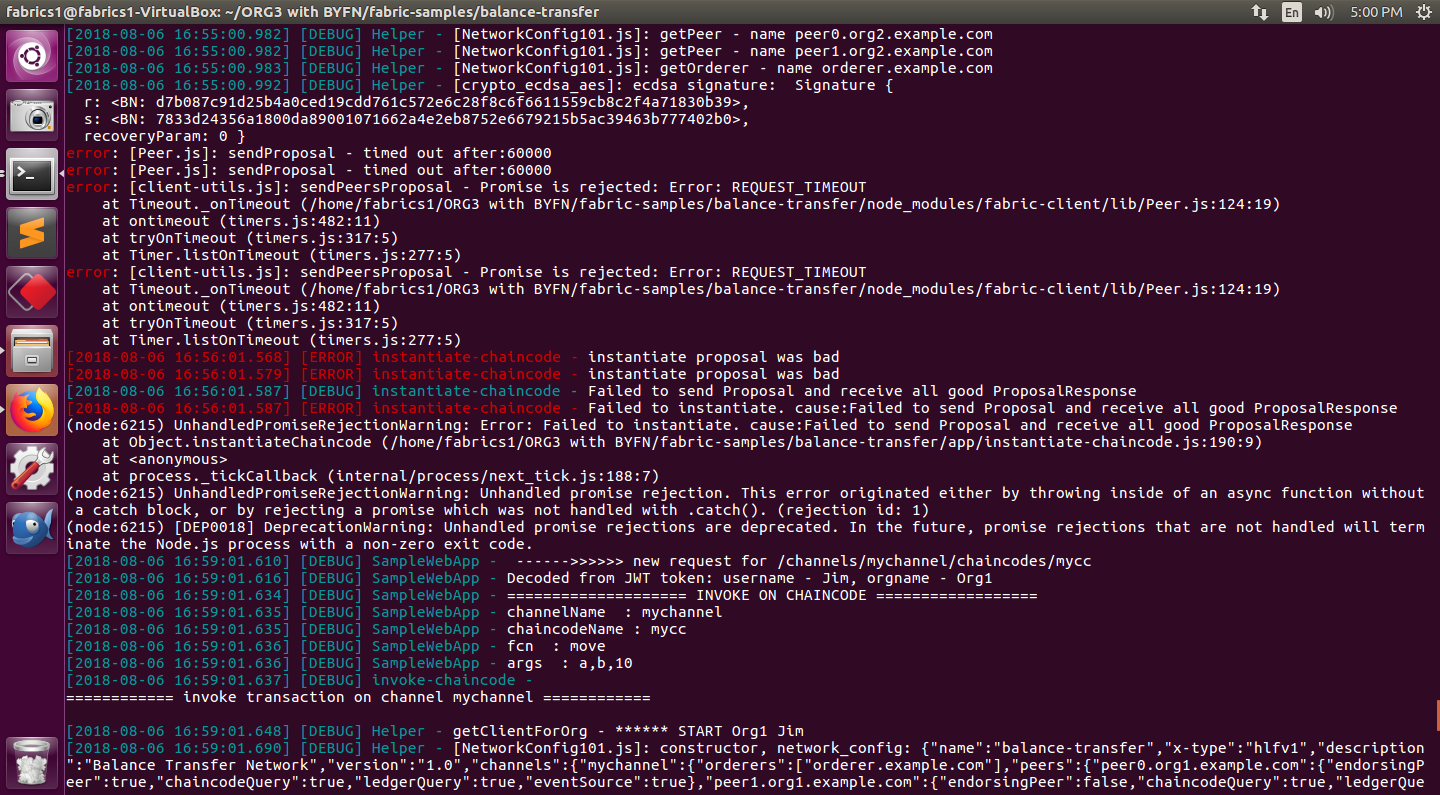 fabrics1@fabrics1-VirtualBox: ~/ORG3 with BYFN/fabric-samples/balance-transfer En 5:00 PM
[2018-08-06 16:55:00.982] [DEBUG] Helper - [NetworkConfig101.js]: getPeer - name peer0.org2.example.com
[2018-08-06 16:55:00.982] [DEBUG] Helper - [NetworkConfig101.js]: getPeer - name peer1.org2.example.com
[2018-08-06 16:55:00.983] [DEBUG] Helper - [NetworkConfig101.js]: getOrderer - name orderer.example.com
[2018-08-06 16:55:00.992] [DEBUG] Helper - [crypto_ecdsa_aes]: ecdsa signature:  Signature {
  r: <BN: d7b087c91d25b4a0ced19cdd761c572e6c28f8c6f6611559cb8c2f4a71830b39>,
  s: <BN: 7833d24356a1800da89001071662a4e2eb8752e6679215b5ac39463b777402b0>,
  recoveryParam: 0 }
error: [Peer.js]: sendProposal - timed out after:60000
error: [Peer.js]: sendProposal - timed out after:60000
error: [client-utils.js]: sendPeersProposal - Promise is rejected: Error: REQUEST_TIMEOUT
    at Timeout._onTimeout (/home/fabrics1/ORG3 with BYFN/fabric-samples/balance-transfer/node_modules/fabric-client/lib/Peer.js:124:19)
    at ontimeout (timers.js:482:11)
    at tryOnTimeout (timers.js:317:5)
    at Timer.listOnTimeout (timers.js:277:5)
error: [client-utils.js]: sendPeersProposal - Promise is rejected: Error: REQUEST_TIMEOUT
    at Timeout._onTimeout (/home/fabrics1/ORG3 with BYFN/fabric-samples/balance-transfer/node_modules/fabric-client/lib/Peer.js:124:19)
    at ontimeout (timers.js:482:11)
    at tryOnTimeout (timers.js:317:5)
    at Timer.listOnTimeout (timers.js:277:5)
[2018-08-06 16:56:01.568] [ERROR] instantiate-chaincode - instantiate proposal was bad
[2018-08-06 16:56:01.579] [ERROR] instantiate-chaincode - instantiate proposal was bad
[2018-08-06 16:56:01.587] [DEBUG] instantiate-chaincode - Failed to send Proposal and receive all good ProposalResponse
[2018-08-06 16:56:01.587] [ERROR] instantiate-chaincode - Failed to instantiate. cause:Failed to send Proposal and receive all good ProposalResponse
(node:6215) UnhandledPromiseRejectionWarning: Error: Failed to instantiate. cause:Failed to send Proposal and receive all good ProposalResponse
    at Object.instantiateChaincode (/home/fabrics1/ORG3 with BYFN/fabric-samples/balance-transfer/app/instantiate-chaincode.js:190:9)
    at <anonymous>
    at process._tickCallback (internal/process/next_tick.js:188:7)
(node:6215) UnhandledPromiseRejectionWarning: Unhandled promise rejection. This error originated either by throwing inside of an async function without
 a catch block, or by rejecting a promise which was not handled with .catch(). (rejection id: 1)
(node:6215) [DEP0018] DeprecationWarning: Unhandled promise rejections are deprecated. In the future, promise rejections that are not handled will term
inate the Node.js process with a non-zero exit code.
[2018-08-06 16:59:01.610] [DEBUG] SampleWebApp -  ------>>>>>> new request for /channels/mychannel/chaincodes/mycc
[2018-08-06 16:59:01.616] [DEBUG] SampleWebApp - Decoded from JWT token: username - Jim, orgname - Org1
[2018-08-06 16:59:01.634] [DEBUG] SampleWebApp - ==================== INVOKE ON CHAINCODE ==================
[2018-08-06 16:59:01.635] [DEBUG] SampleWebApp - channelName  : mychannel
[2018-08-06 16:59:01.635] [DEBUG] SampleWebApp - chaincodeName : mycc
[2018-08-06 16:59:01.636] [DEBUG] SampleWebApp - fcn  : move
[2018-08-06 16:59:01.636] [DEBUG] SampleWebApp - args  : a,b,10
[2018-08-06 16:59:01.637] [DEBUG] invoke-chaincode - 
============ invoke transaction on channel mychannel ============
[2018-08-06 16:59:01.648] [DEBUG] Helper - getClientForOrg - ****** START Org1 Jim
[2018-08-06 16:59:01.690] [DEBUG] Helper - [NetworkConfig101.js]: constructor, network_config: {"name":"balance-transfer","x-type":"hlfv1","description
":"Balance Transfer Network","version":"1.0","channels":{"mychannel":{"orderers":["orderer.example.com"],"peers":{"peer0.org1.example.com":{"endorsingP
eer":true,"chaincodeQuery":true,"ledgerQuery":true,"eventSource":true},"peer1.org1.example.com":{"endorsingPeer":false,"chaincodeQuery":true,"ledgerQue